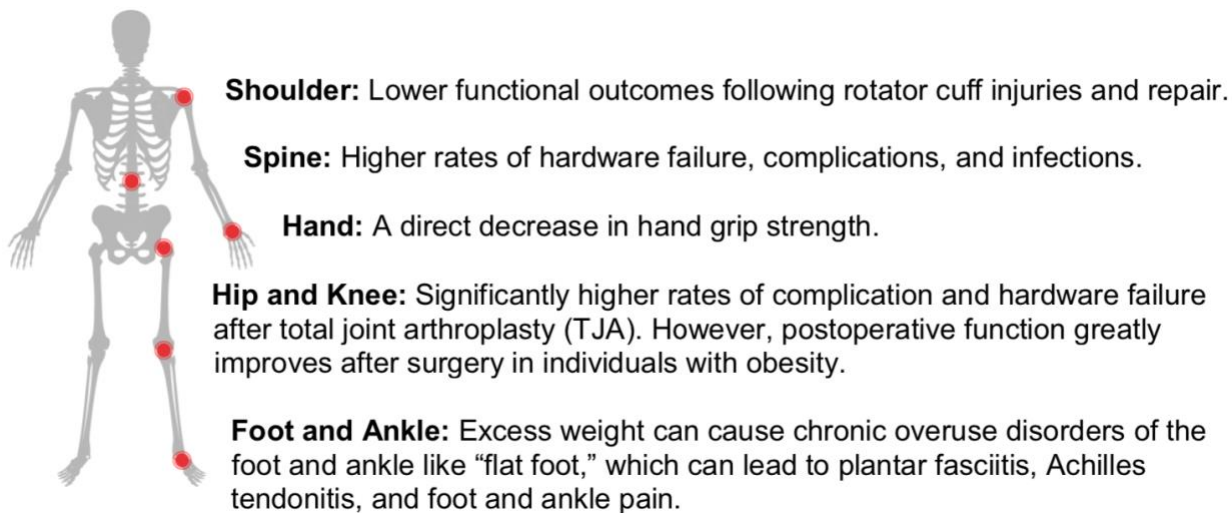 Shoulder: Lower functional outcomes following rotator cuff injuries and repair.
Spine: Higher rates of hardware failure, complications, and infections.
Hand: A direct decrease in hand grip strength.
Hip and Knee: Significantly higher rates of complication and hardware failure
after total joint arthroplasty (TJA). However, postoperative function greatly
improves after surgery in individuals with obesity.
Foot and Ankle: Excess weight can cause chronic overuse disorders of the
foot and ankle like “flat foot,” which can lead to plantar fasciitis, Achilles
tendonitis, and foot and ankle pain.